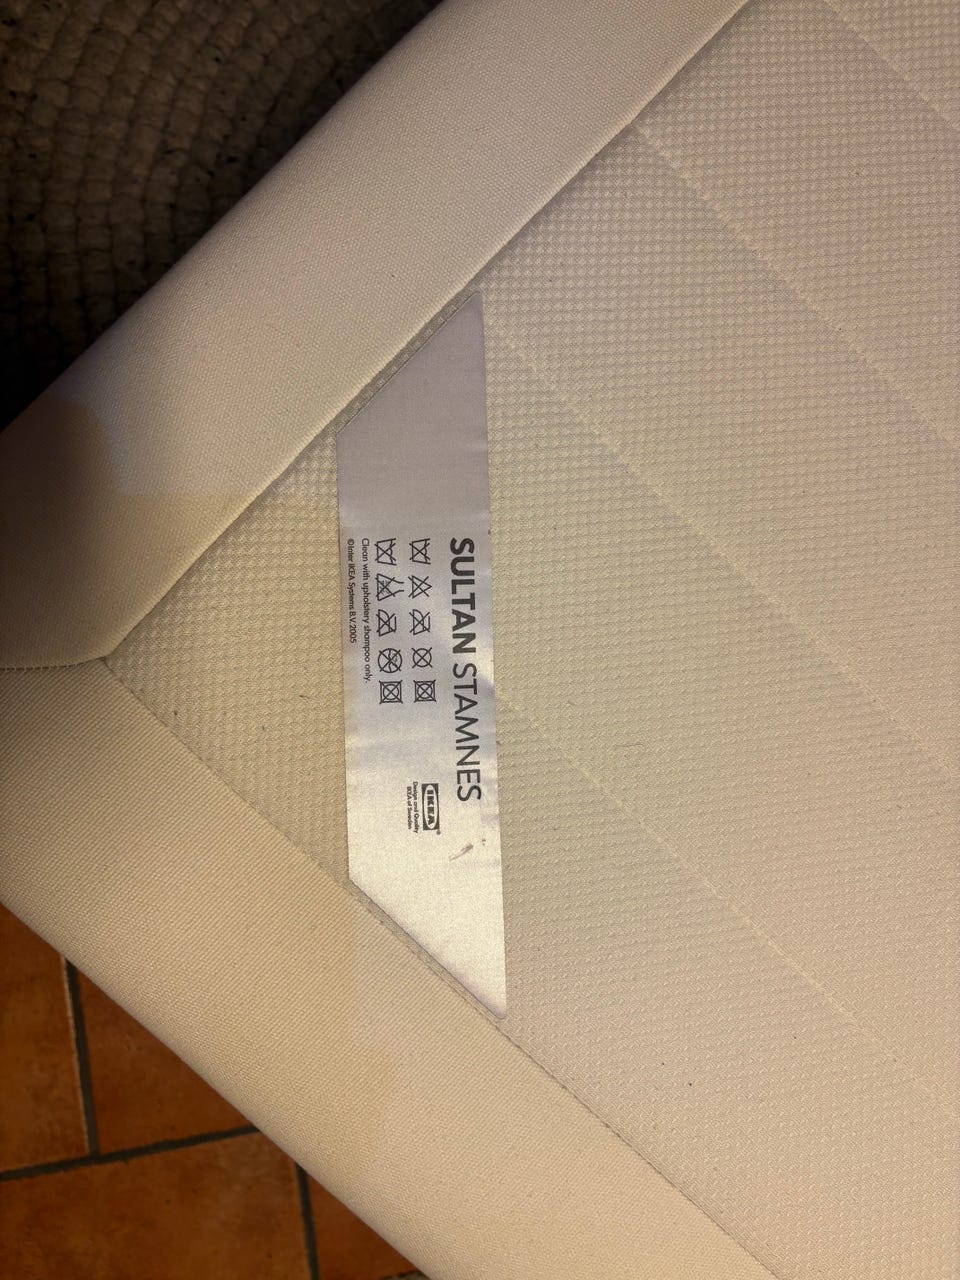 SULTAN STAMNES
Clean with upholstery shampoo only.
©Inter IKEA Systems B.V. 2005
IKEA®
Design and Quality
IKEA of Sweden